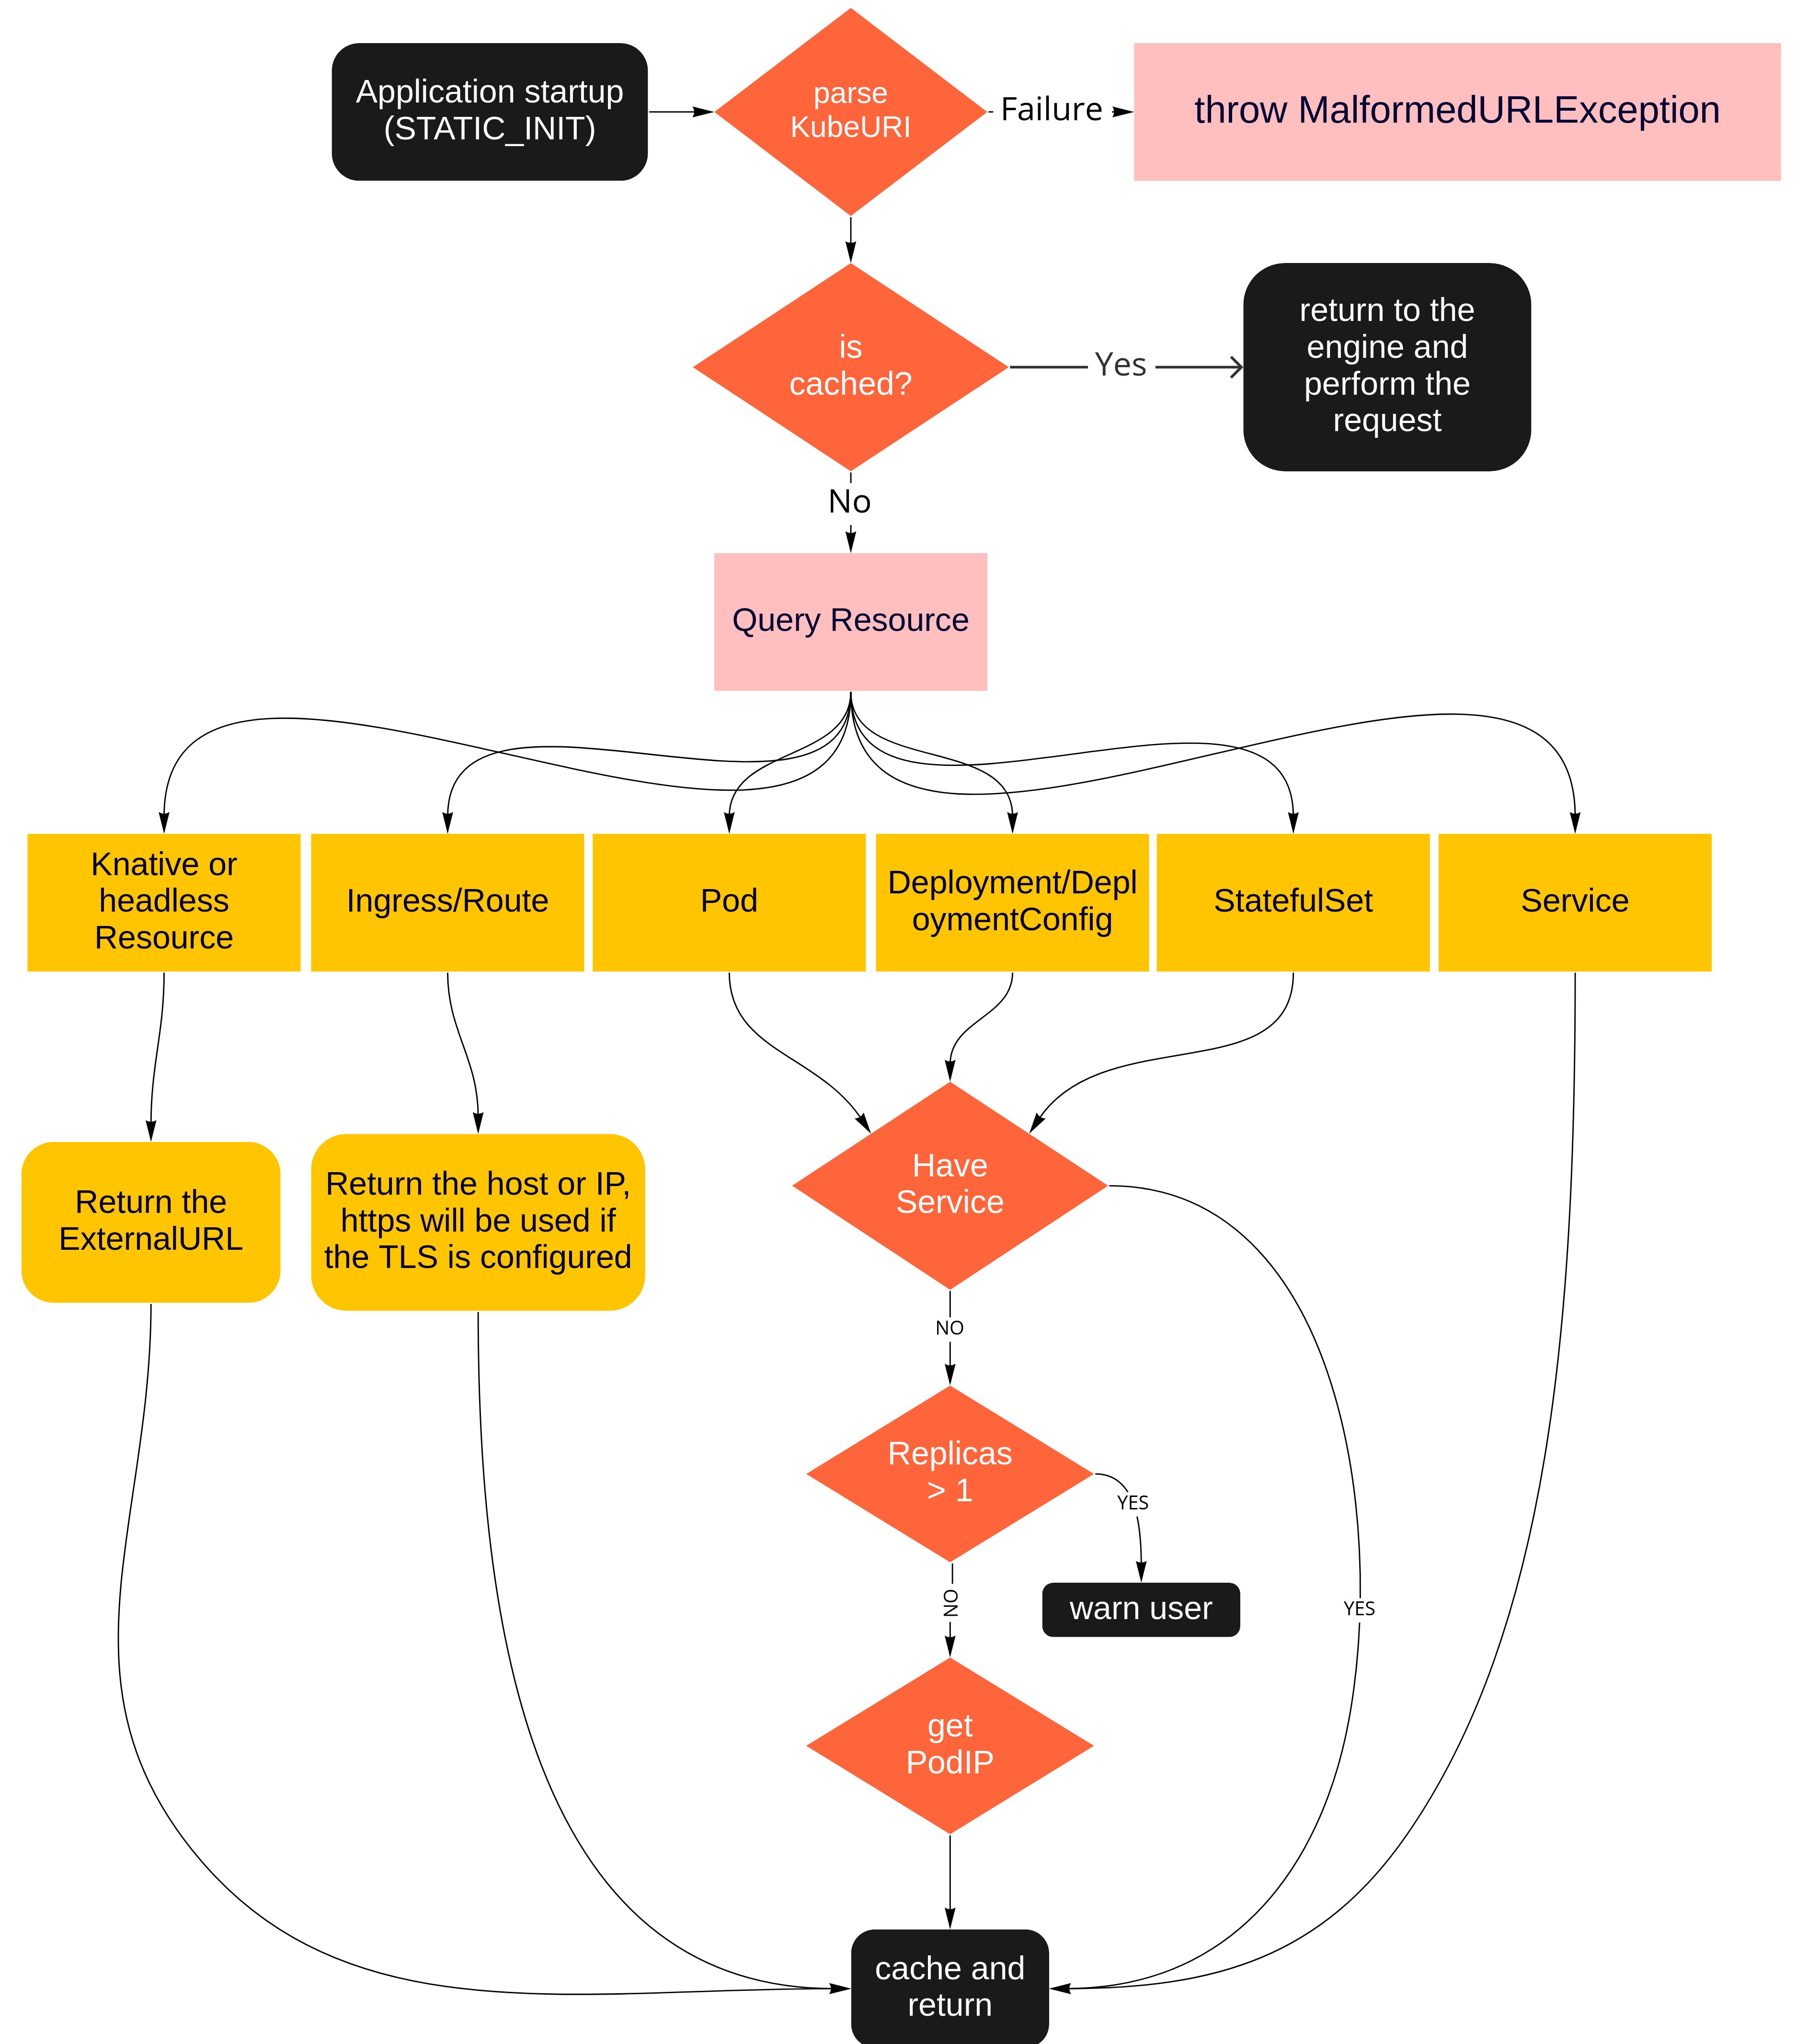 Application startup
(STATIC_INIT)
parse
KubeURI
Failure
throw MalformedURLException
is
cached?
Yes
return to the
engine and
perform the
request
No
Query Resource
Knative or
headless
Resource
Ingress/Route
Pod
Deployment/Depl
oymentConfig
StatefulSet
Service
Return the
ExternalURL
Return the host or IP,
https will be used if
the TLS is configured
Have
Service
NO
Replicas
> 1
YES
warn user
NO
YES
get
PodIP
cache and
return